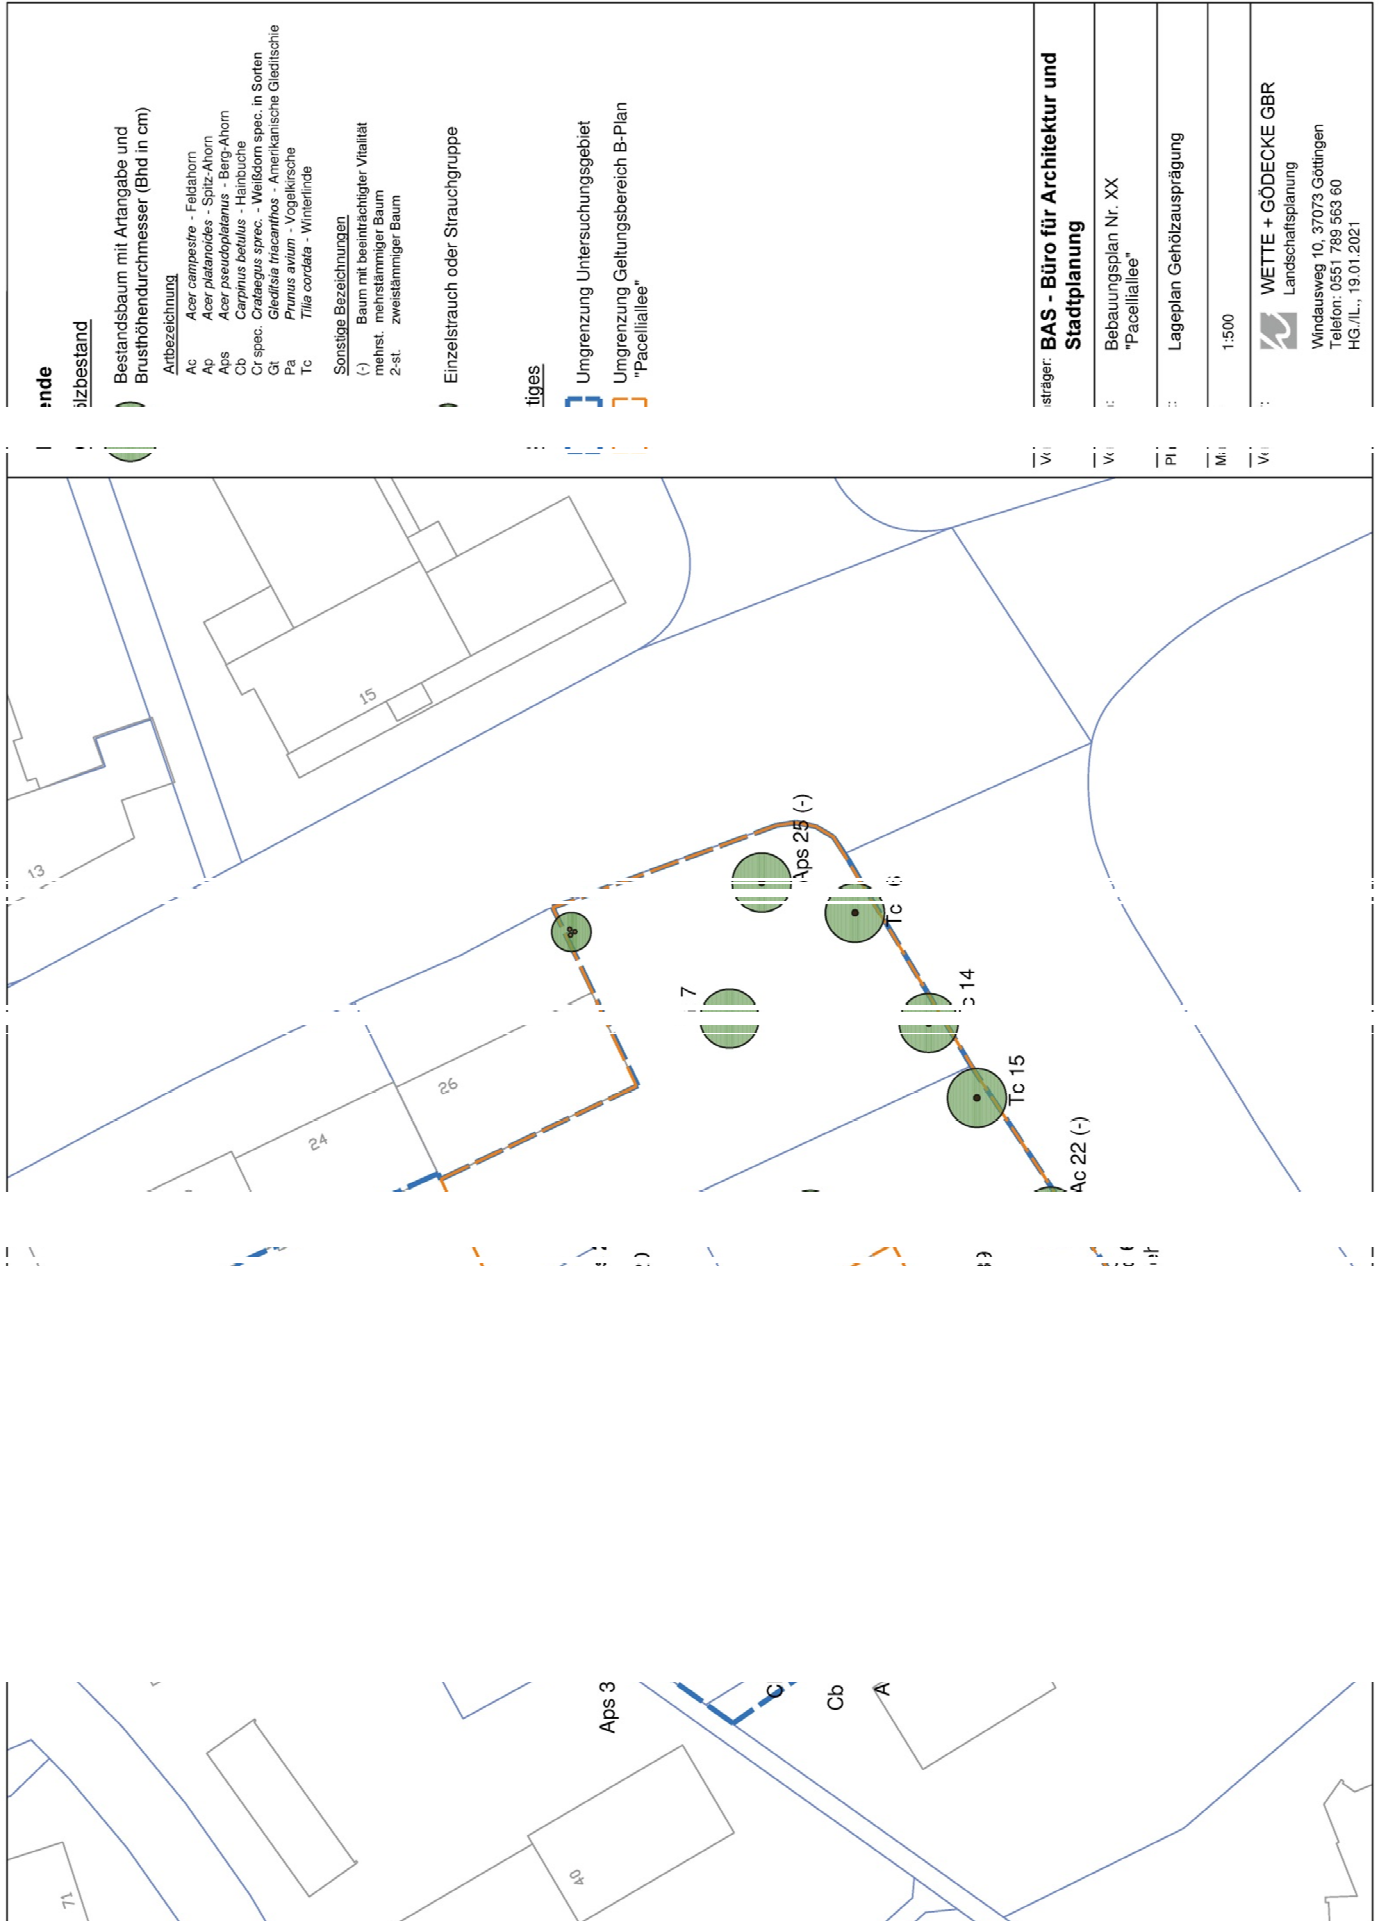 Bestandsbaum mit Artangabe und
Brusthöhendurchmesser (Bhd in cm)
Artbezeichnung
Ac Acer campestre - Feldahorn
Ap Acer platanoides - Spitz-Ahorn
Aps Acer pseudoplatanus - Berg-Ahorn
Cb Carpinus betulus - Hainbuche
Cr spec. Crataegus sprec. - Weißdorn spec. in Sorten
Gt Gleditsia triacanthos - Amerikanische Gleditschie
Pa Prunus avium - Vogelkirsche
Tc Tilia cordata - Winterlinde
Sonstige Bezeichnungen
(-) Baum mit beeinträchtigter Vitalität
mehrst. mehrstämmiger Baum
2-st. zweistämmiger Baum
Einzelstrauch oder Strauchgruppe
Umgrenzung Untersuchungsgebiet
Umgrenzung Geltungsbereich B-Plan
"Pacelliallee"
BAS - Büro für Architektur und
Stadtplanung
Bebauungsplan Nr. XX
"Pacelliallee"
Lageplan Gehölzausprägung
1:500
WETTE + GÖDECKE GBR
Landschaftsplanung
Windausweg 10, 37073 Göttingen
Telefon: 0551 789 563 60
HG./IL., 19.01.2021
15
13
Aps 25 (-)
Tc
7
14
Tc 15
26
24
Ac 22 (-)
Aps 3
Cb
A
40
71